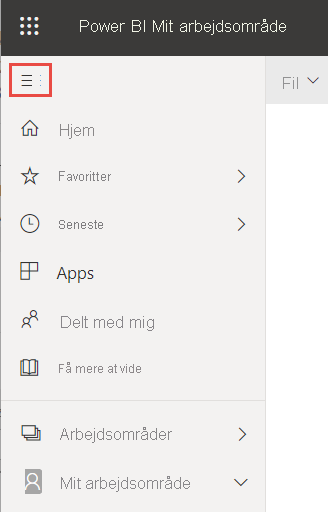 Power BI Mit arbejdsområde
Fil
Hjem
Favoritter
Seneste
Apps
Delt med mig
Få mere at vide
Arbejdsområder
Mit arbejdsområde